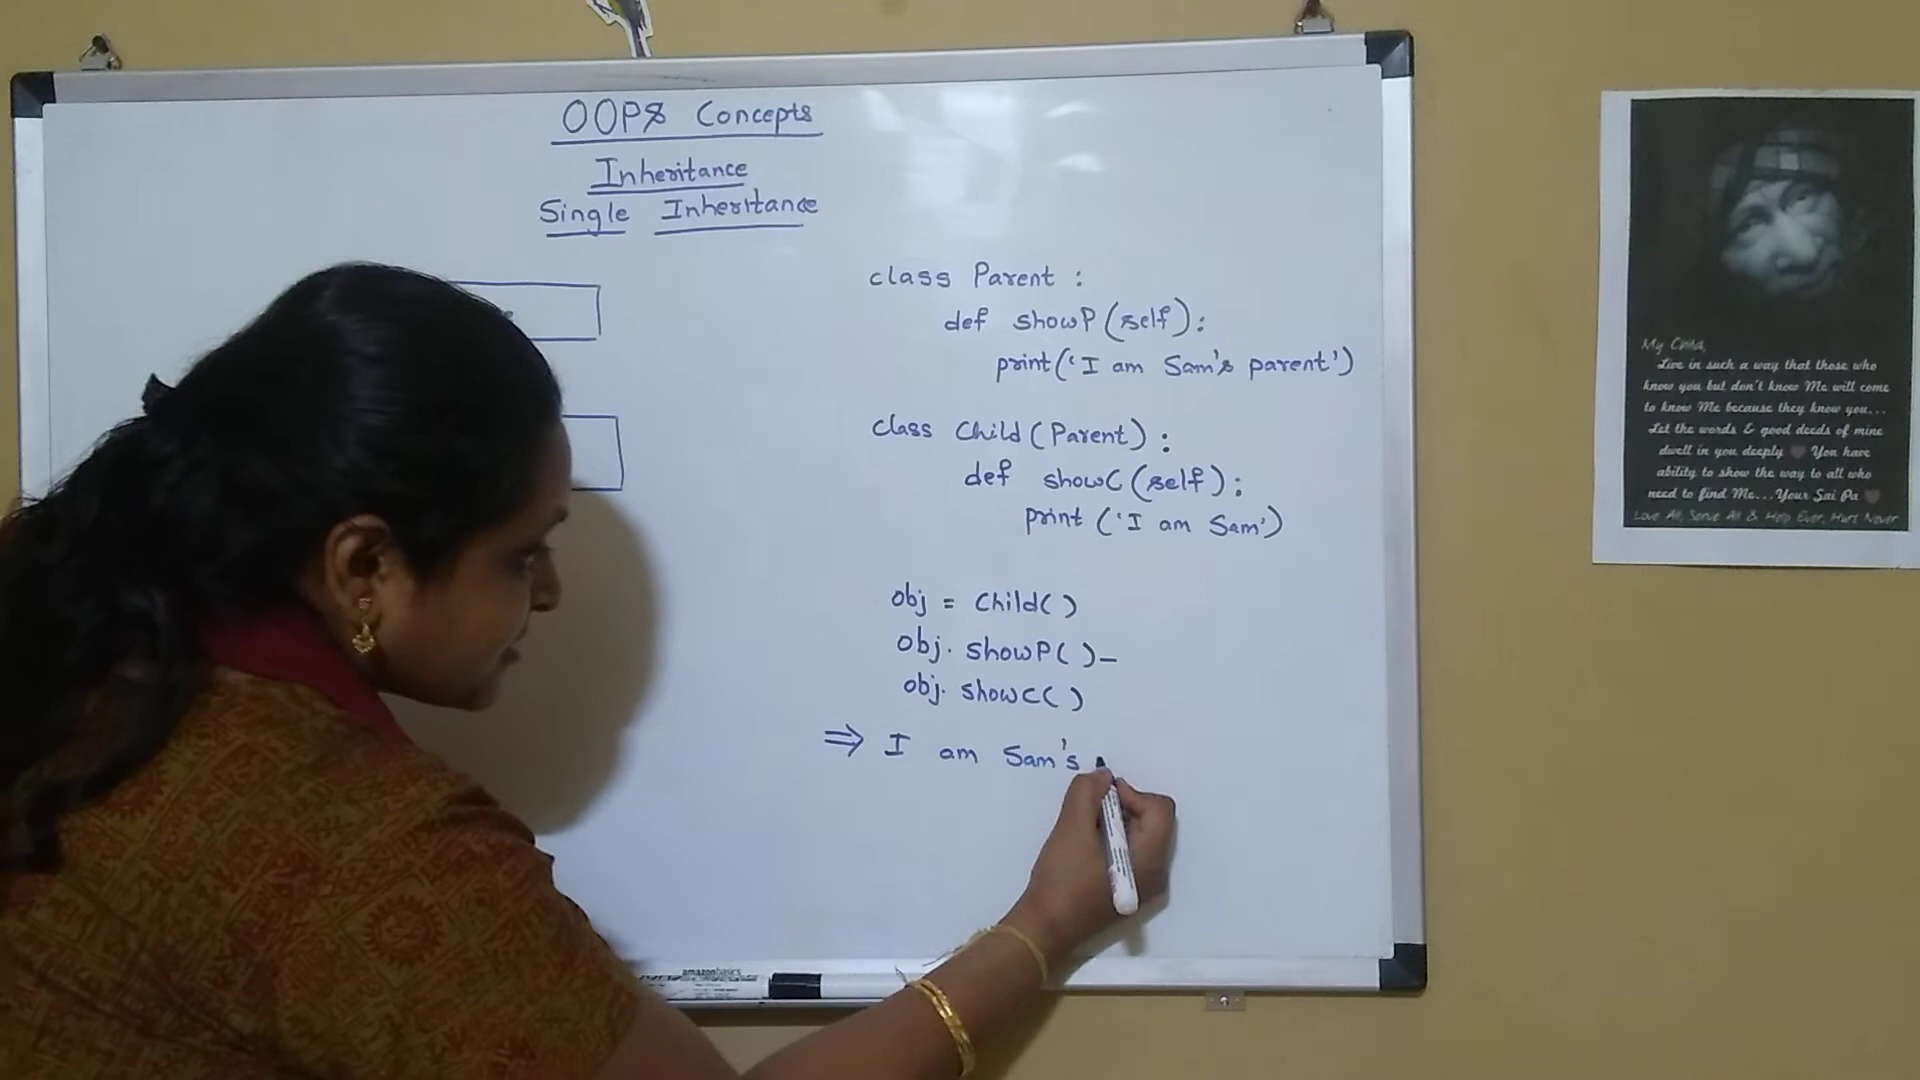 OOPS Concepts
Inheritance
Single Inheritance
class Parent :
def showP(self):
print('I am Sam's parent')
class Child(Parent) :
def showC(self):
print ('I am Sam')
obj = Child( )
obj. showP( ) –
obj. showC( )
⇒ I am Sam's
amazonbasics
My Child,
Live in such a way that those who
know you but don't know Me will come
to know Me because they know you...
Let the words & good deeds of mine
dwell in you deeply ♥ You have
ability to show the way to all who
need to find Me...Your Sai Pa ♥
Love All, Serve All & Help Ever, Hurt Never